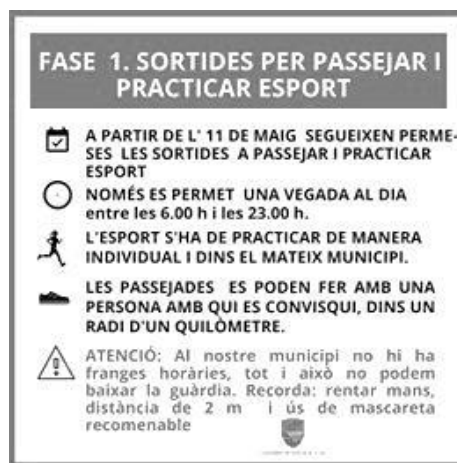 FASE 1. SORTIDES PER PASSEJAR I
PRACTICAR ESPORT
A PARTIR DE L' 11 DE MAIG SEGUEIXEN PERME-
SES LES SORTIDES A PASSEJAR I PRACTICAR
ESPORT
NOMÉS ES PERMET UNA VEGADA AL DIA
entre les 6.00 h i les 23.00 h.
L'ESPORT S'HA DE PRACTICAR DE MANERA
INDIVIDUAL I DINS EL MATEIX MUNICIPI.
LES PASSEJADES ES PODEN FER AMB UNA
PERSONA AMB QUI ES CONVISQUI, DINS UN
RADI D'UN QUILÒMETRE.
ATENCIÓ: Al nostre municipi no hi ha
franges horàries, tot i això no podem
baixar la guàrdia. Recorda: rentar mans,
distància de 2 m i ús de mascareta
recomenable